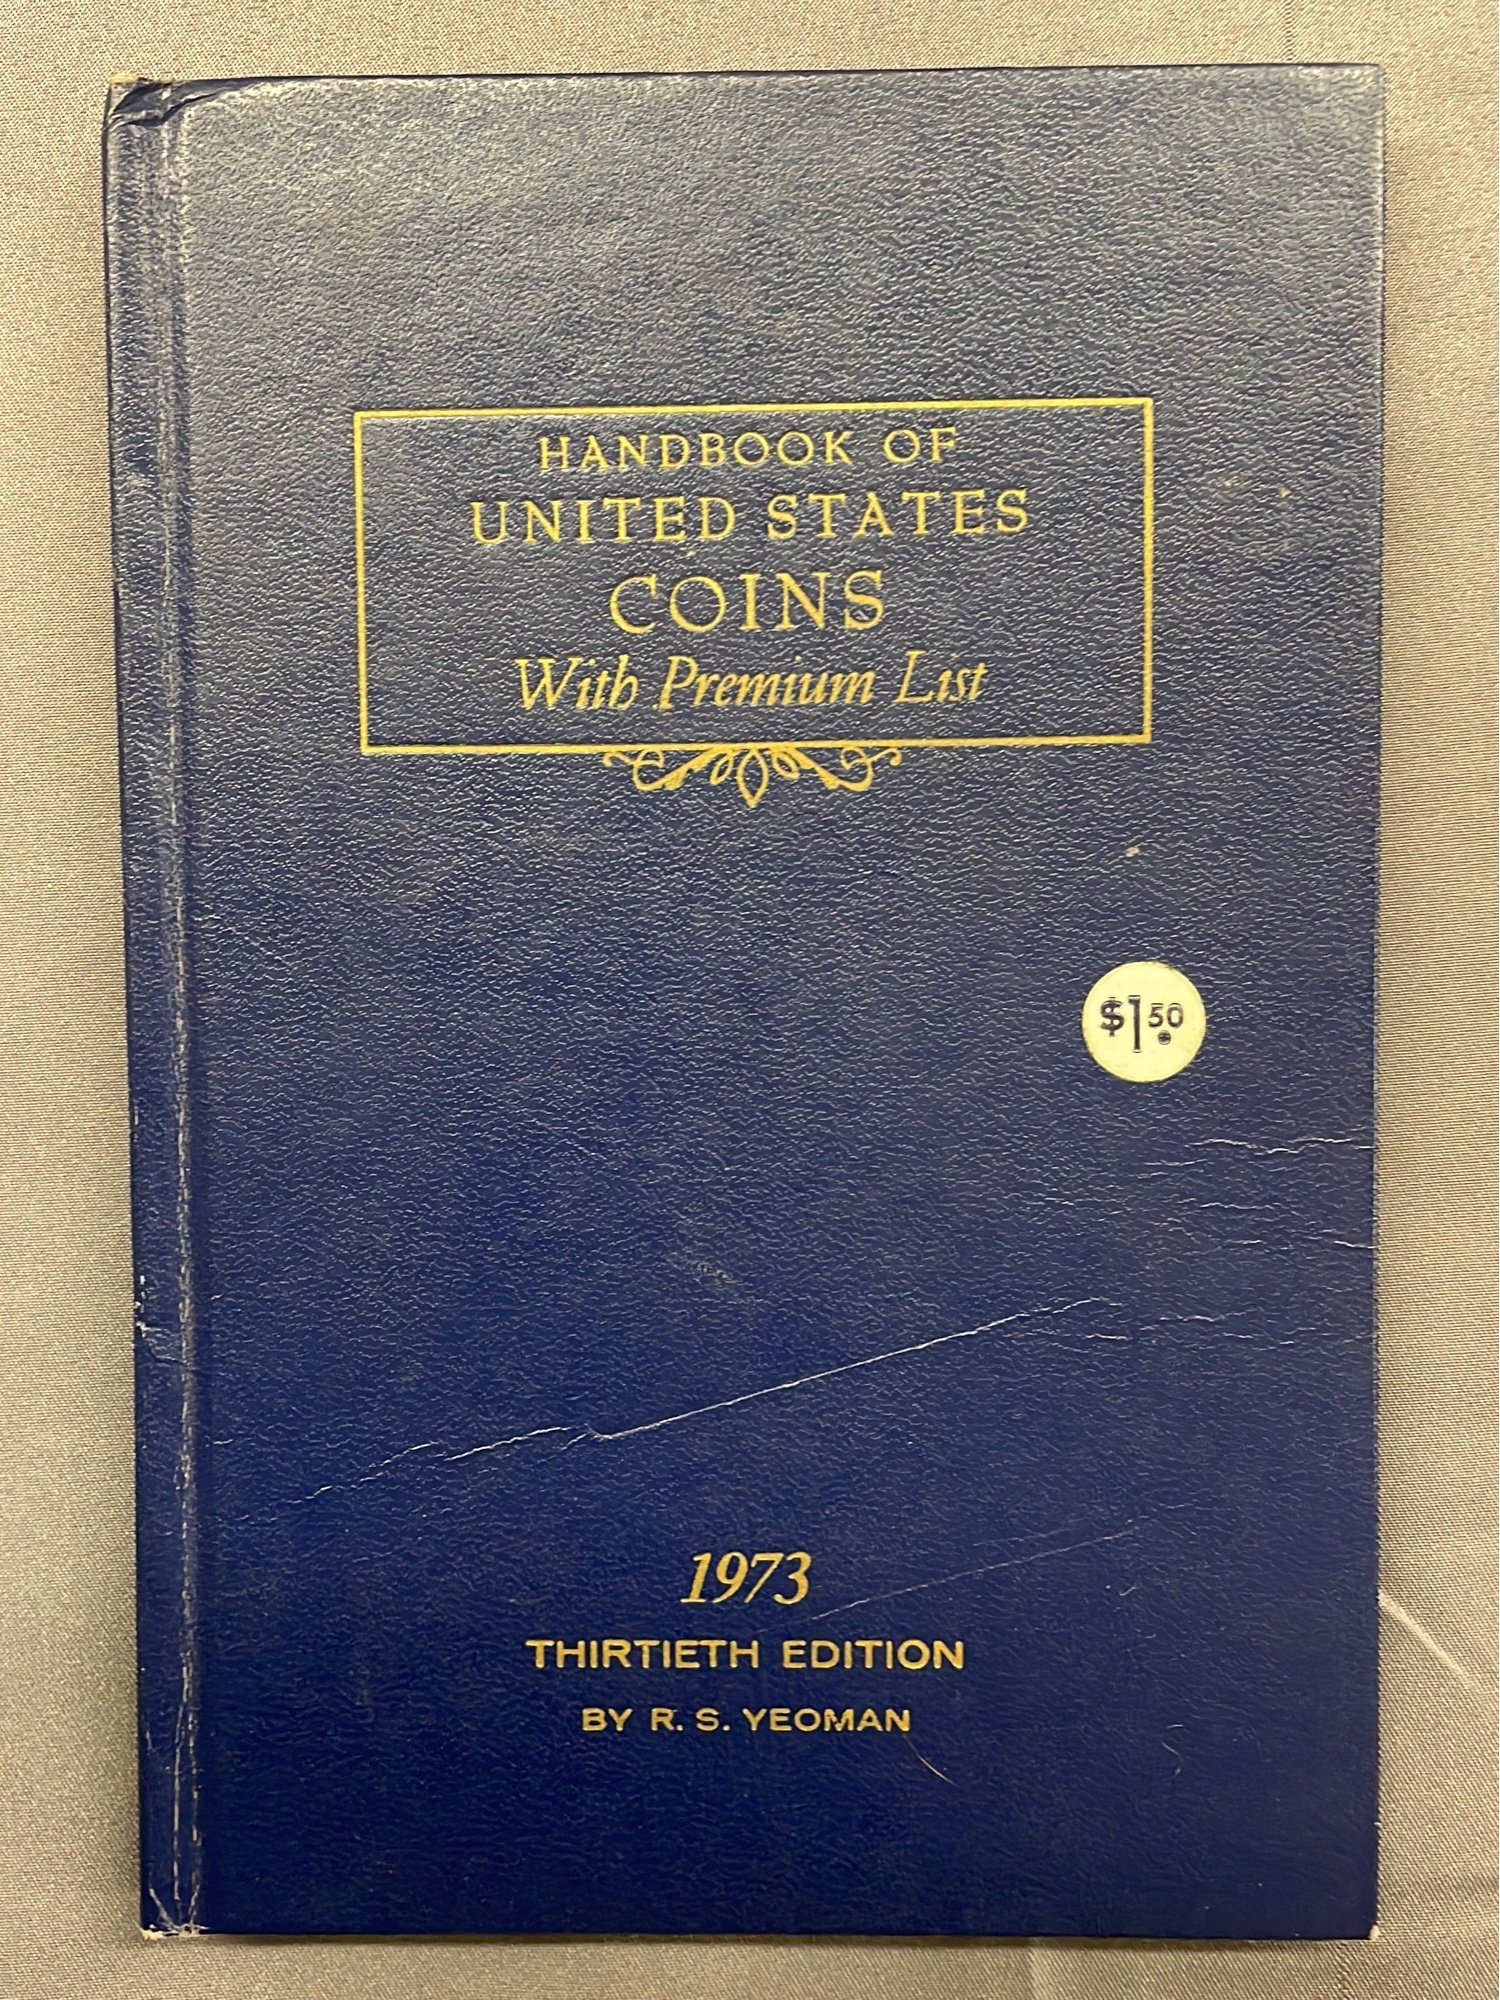 HANDBOOK OF
UNITED STATES
COINS
With Premium List
$1.50
1973
THIRTIETH EDITION
BY R. S. YEOMAN